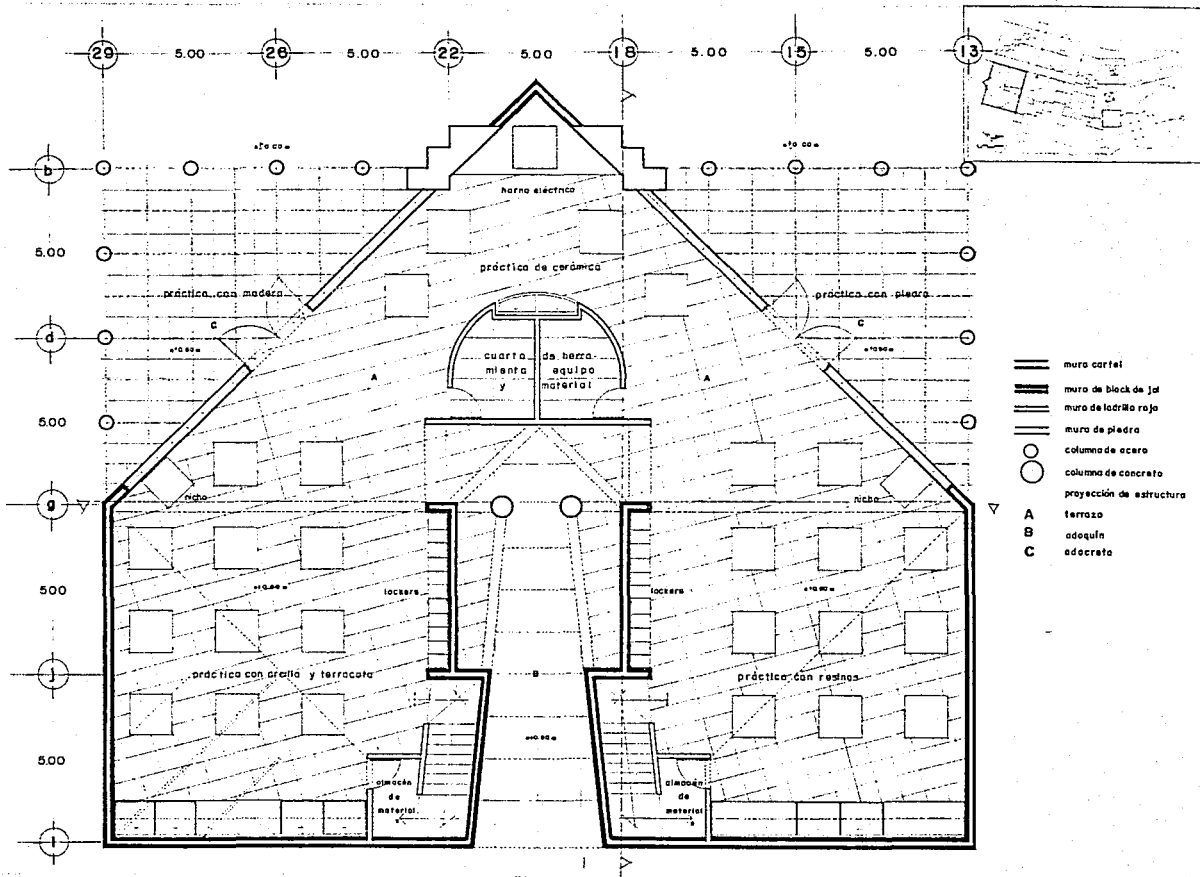 29 5.00 26 5.00 22 5.00 18 5.00 15 5.00 13
b
5.00
d
5.00
g
5.00
j
5.00
l
horno eléctrico
práctica de cerámica
práctica con madera
práctica con piedra
C
C
cuarto de herra
mienta equipo
y material
A
A
nicho
nicho
lockers
lockers
práctica con arcilla y terracota
B
práctica con resinas
almacén
de
material
almacén
de
material
muro cartel
muro de block de jal
muro de ladrillo rojo
muro de piedra
columna de acero
columna de concreto
proyección de estructura
A terrazo
B adoquín
C adocreto